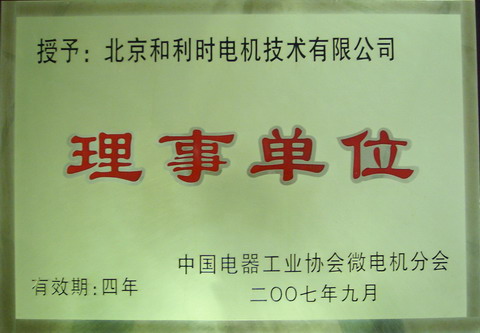 授予：北京和利时电机技术有限公司
理事单位
中国电器工业协会微电机分会
有效期：四年
二〇〇七年九月